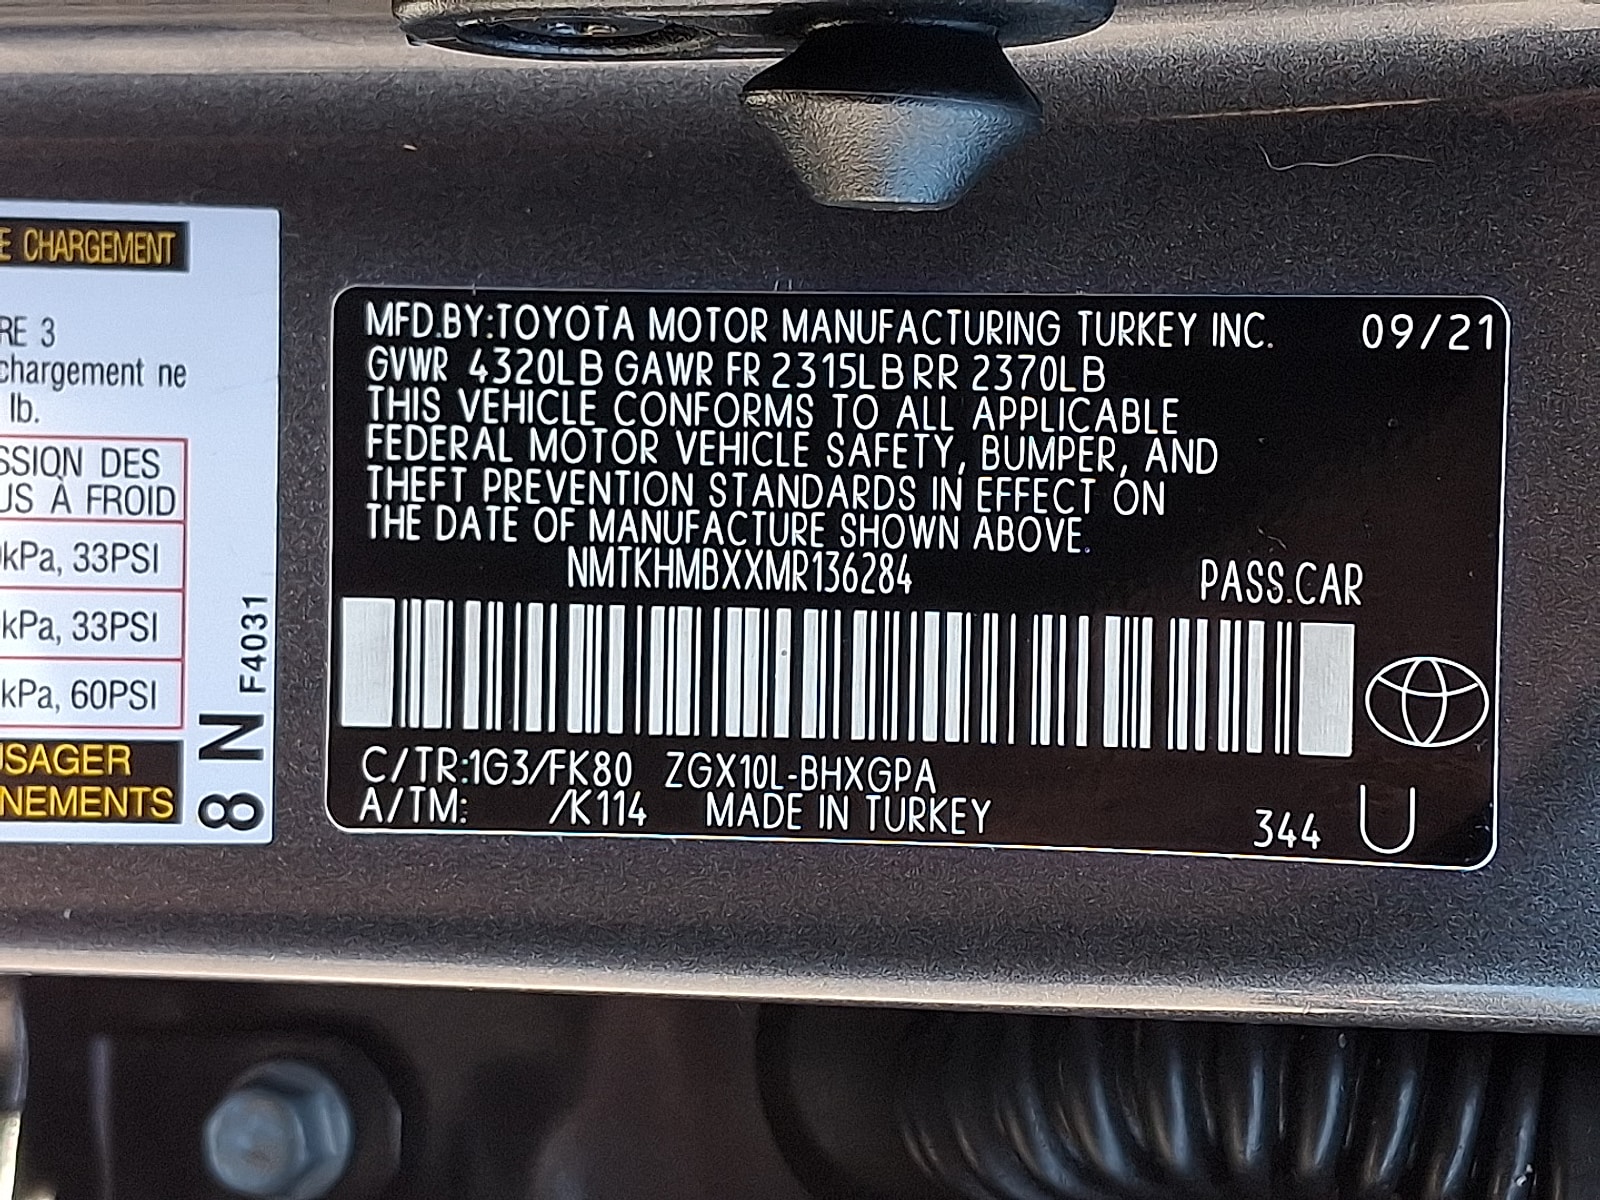 E CHARGEMENT
RE 3
chargement ne
lb.
SSION DES
US À FROID
kPa, 33PSI
kPa, 33PSI
kPa, 60PSI
USAGER
NEMENTS
8 N F4031
MFD.BY:TOYOTA MOTOR MANUFACTURING TURKEY INC. 09/21
GVWR 4320LB GAWR FR 2315LB RR 2370LB
THIS VEHICLE CONFORMS TO ALL APPLICABLE
FEDERAL MOTOR VEHICLE SAFETY, BUMPER, AND
THEFT PREVENTION STANDARDS IN EFFECT ON
THE DATE OF MANUFACTURE SHOWN ABOVE.
NMTKHMBXXMR136284 PASS.CAR
C/TR:1G3/FK80 ZGX10L-BHXGPA
A/TM: /K114 MADE IN TURKEY 344 U